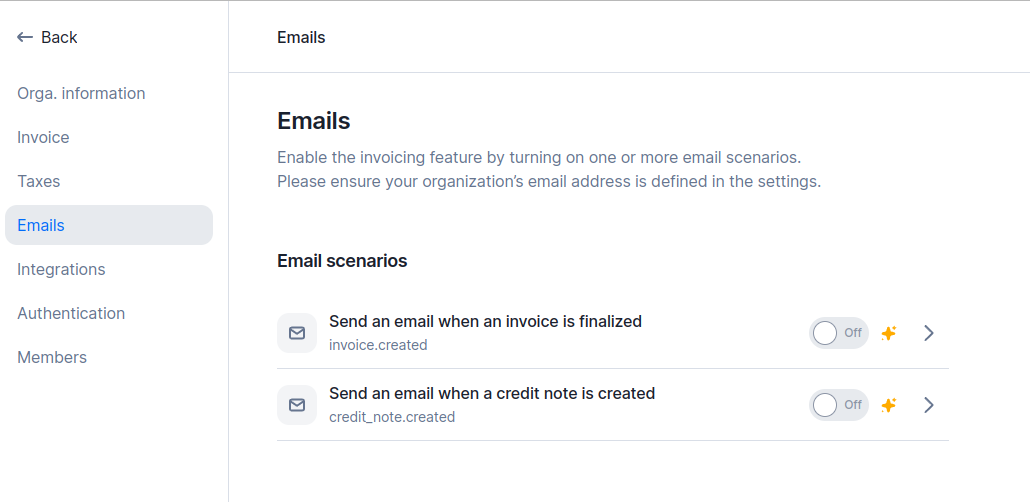 Back
Orga. information
Invoice
Taxes
Emails
Integrations
Authentication
Members
Emails
Emails
Enable the invoicing feature by turning on one or more email scenarios.
Please ensure your organization’s email address is defined in the settings.
Email scenarios
Send an email when an invoice is finalized
invoice.created
Off
Send an email when a credit note is created
credit_note.created
Off